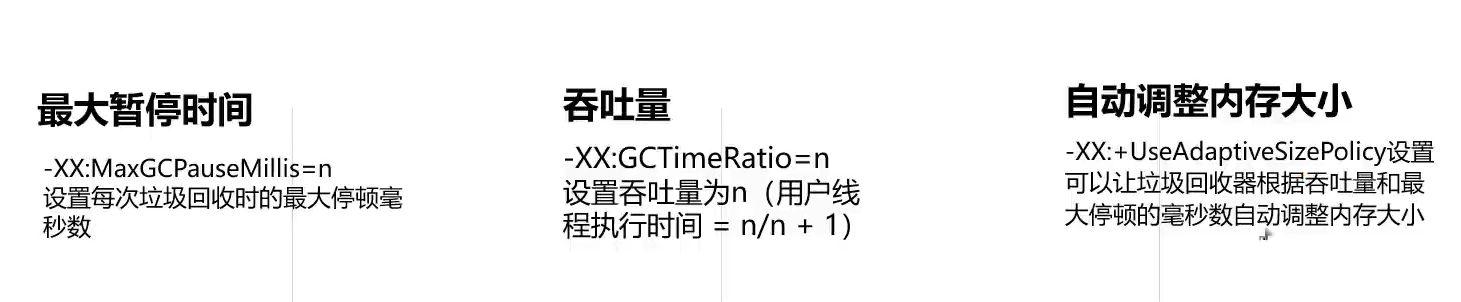 最大暂停时间
-XX:MaxGCPauseMillis=n
设置每次垃圾回收时的最大停顿毫
秒数
吞吐量
-XX:GCTimeRatio=n
设置吞吐量为n（用户线
程执行时间 = n/n + 1）
自动调整内存大小
-XX:+UseAdaptiveSizePolicy设置
可以让垃圾回收器根据吞吐量和最
大停顿的毫秒数自动调整内存大小